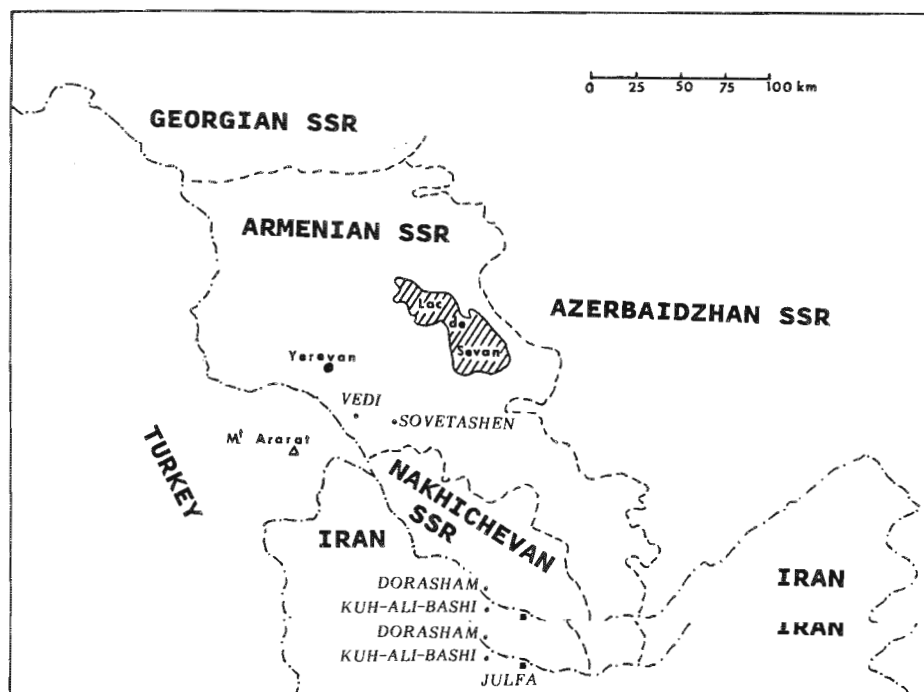 0 25 50 75 100 km
GEORGIAN SSR
ARMENIAN SSR
AZERBAIDZHAN SSR
Lac
de
Sevan
Yerevan
VEDI
SOVETASHEN
Mt Ararat
TURKEY
NAKHICHEVAN
SSR
IRAN
IRAN
DORASHAM
KUH-ALI-BASHI
IRAN
DORASHAM
KUH-ALI-BASHI
JULFA